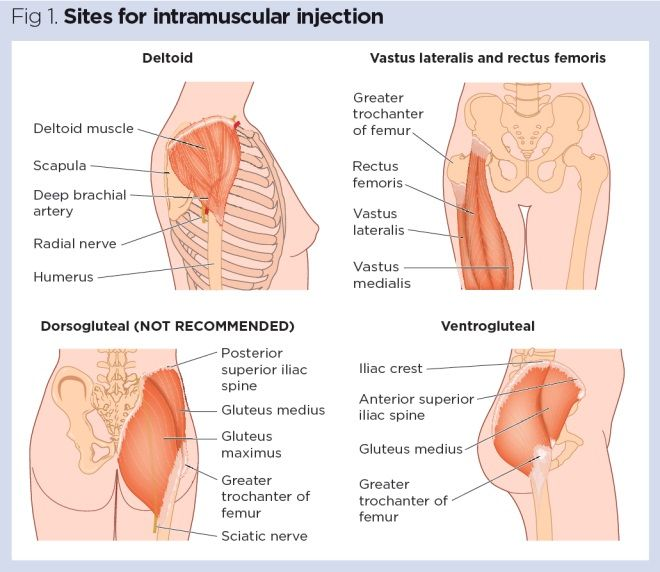 Fig 1. Sites for intramuscular injection
Deltoid
Deltoid muscle
Scapula
Deep brachial
artery
Radial nerve
Humerus
Vastus lateralis and rectus femoris
Greater
trochanter
of femur
Rectus
femoris
Vastus
lateralis
Vastus
medialis
Dorsogluteal (NOT RECOMMENDED)
Posterior
superior iliac
spine
Gluteus medius
Gluteus
maximus
Greater
trochanter of
femur
Sciatic nerve
Ventrogluteal
Iliac crest
Anterior superior
iliac spine
Gluteus medius
Greater
trochanter of
femur